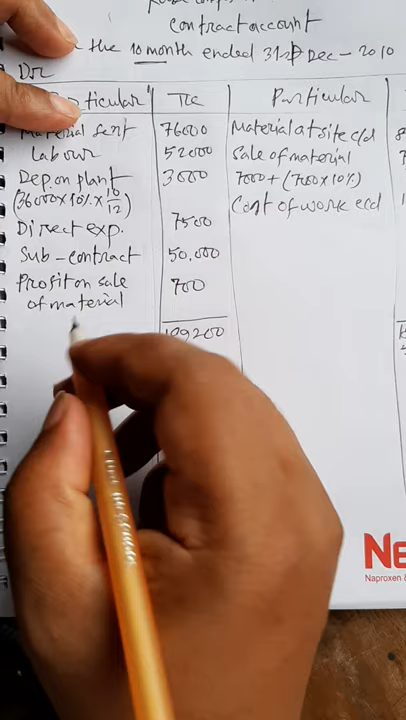 contract account
the 10 month ended 31st Dec - 2010
Dr
Particular Tk Particular
Material sent 76000 Material at site c/d 8
Labour 52000 Sale of material
Dep. on plant 3000 7000 + (7000 x 10%)
(36000 x 10% x 10/12) Cost of work c/d 1
Direct exp. 7500
Sub-contract 50.000
Profit on sale 700
of material
189200
NE
Naproxen &